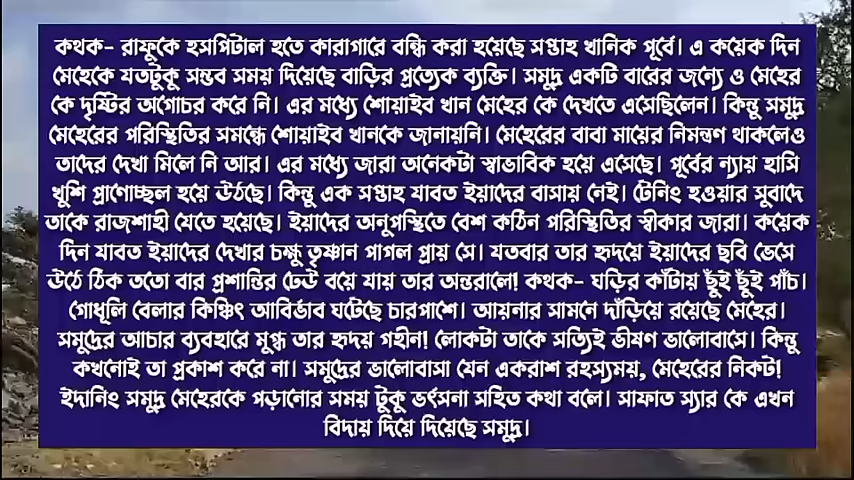 কথক- রাফুকে হসপিটাল হতে কারাগারে বন্ধি করা হয়েছে সপ্তাহ খানিক পূর্বে। এ কয়েক দিন
মেহেকে যতটুকু সম্ভব সময় দিয়েছে বাড়ির প্রত্যেক ব্যক্তি। সমুদ্র একটি বারের জন্যে ও মেহের
কে দৃষ্টির অগোচর করে নি। এর মধ্যে শোয়াইব খান মেহের কে দেখতে এসেছিলেন। কিন্তু সমুদ্র
মেহেরের পরিস্থিতির সমন্ধে শোয়াইব খানকে জানায়নি। মেহেরের বাবা মায়ের নিমন্ত্রণ থাকলেও
তাদের দেখা মিলে নি আর। এর মধ্যে জারা অনেকটা স্বাভাবিক হয়ে এসেছে। পূর্বের ন্যায় হাসি
খুশি প্রাণোচ্ছল হয়ে উঠছে। কিন্তু এক সপ্তাহ যাবত ইয়াদের বাসায় নেই। টেনিং হওয়ার সুবাদে
তাকে রাজশাহী যেতে হয়েছে। ইয়াদের অনুপস্থিতে বেশ কঠিন পরিস্থিতির স্বীকার জারা। কয়েক
দিন যাবত ইয়াদের দেখার চক্ষু তৃষ্ণান পাগল প্রায় সে। যতবার তার হৃদয়ে ইয়াদের ছবি ভেসে
উঠে ঠিক ততো বার প্রশান্তির ঢেউ বয়ে যায় তার অন্তরালে! কথক- ঘড়ির কাঁটায় ছুঁই ছুঁই পাঁচ।
গোধূলি বেলার কিঞ্চিৎ আবির্ভাব ঘটেছে চারপাশে। আয়নার সামনে দাঁড়িয়ে রয়েছে মেহের।
সমুদ্রের আচার ব্যবহারে মুগ্ধ তার হৃদয় গহীন! লোকটা তাকে সত্যিই ভীষণ ভালোবাসে। কিন্তু
কখনোই তা প্রকাশ করে না। সমুদ্রের ভালোবাসা যেন একরাশ রহস্যময়, মেহেরের নিকট!
ইদানিং সমুদ্র মেহেরকে পড়ানোর সময় টুকু ভর্ৎসনা সহিত কথা বলে। সাফাত স্যার কে এখন
বিদায় দিয়ে দিয়েছে সমুদ্র।